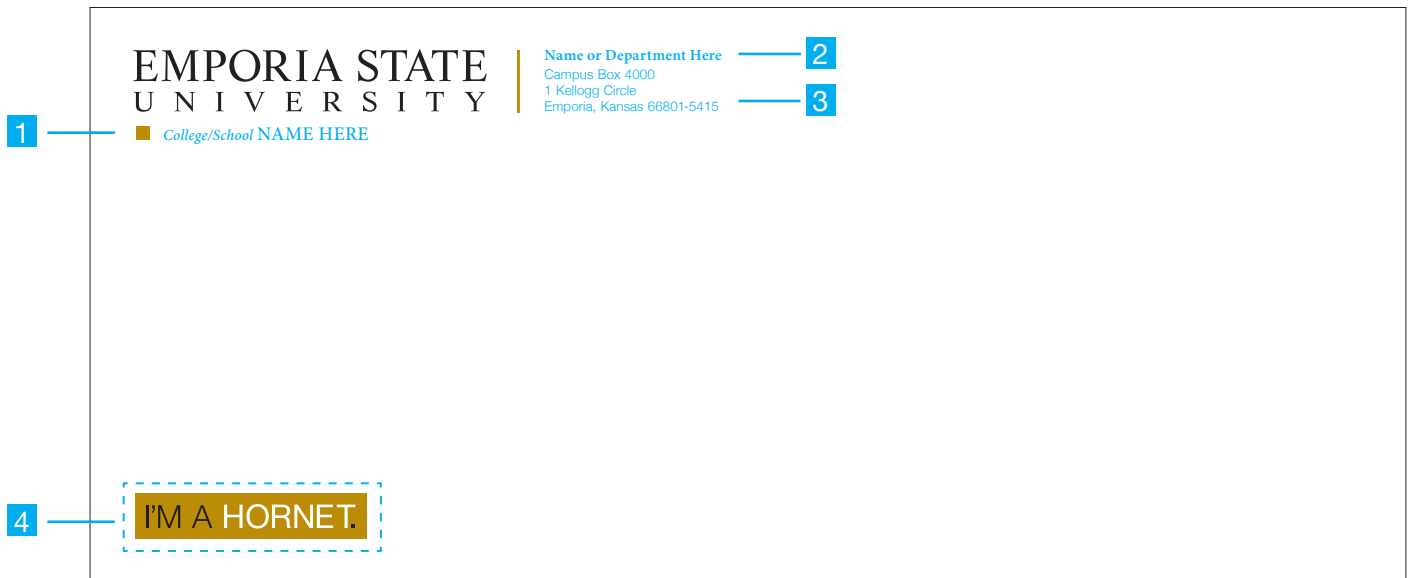 EMPORIA STATE
UNIVERSITY
1
College/School NAME HERE
Name or Department Here
2
Campus Box 4000
1 Kellogg Circle
Emporia, Kansas 66801-5415
3
4
I'M A HORNET.